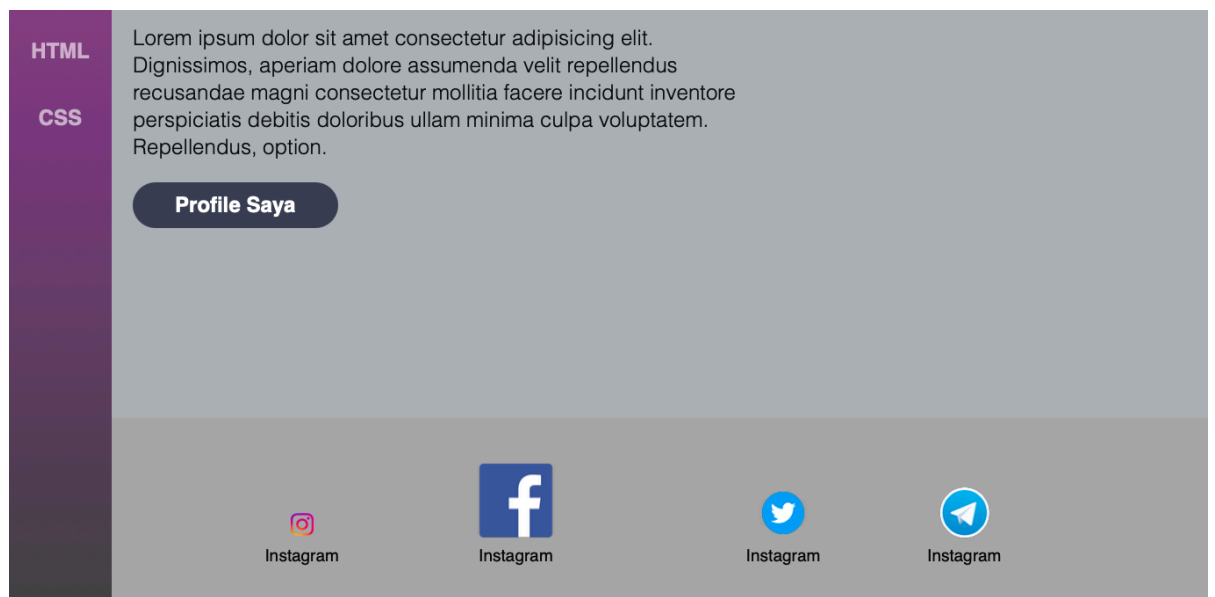 HTML
CSS
Lorem ipsum dolor sit amet consectetur adipisicing elit.
Dignissimos, aperiam dolore assumenda velit repellendus
recusandae magni consectetur mollitia facere incidunt inventore
perspiciatis debitis doloribus ullam minima culpa voluptatem.
Repellendus, option.
Profile Saya
Instagram
Instagram
Instagram
Instagram